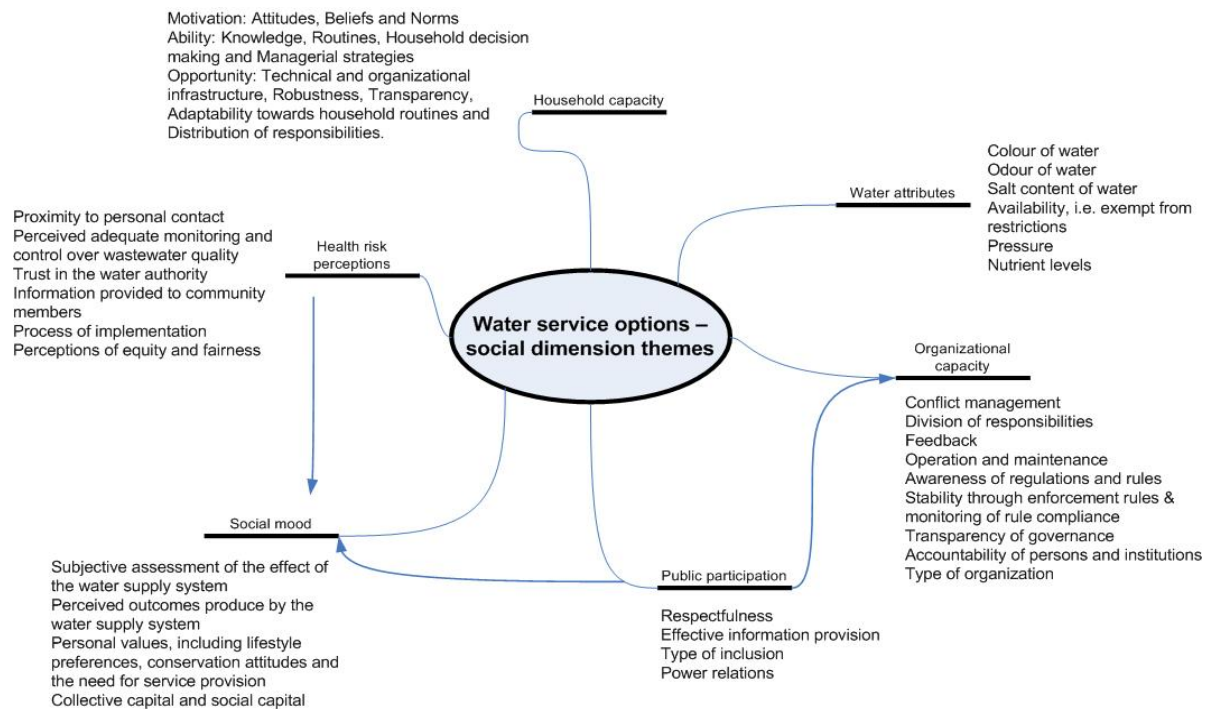 Motivation: Attitudes, Beliefs and Norms
Ability: Knowledge, Routines, Household decision
making and Managerial strategies
Opportunity: Technical and organizational
infrastructure, Robustness, Transparency,
Adaptability towards household routines and
Distribution of responsibilities.
Household capacity
Water attributes
Colour of water
Odour of water
Salt content of water
Availability, i.e. exempt from
restrictions
Pressure
Nutrient levels
Proximity to personal contact
Perceived adequate monitoring and
control over wastewater quality
Trust in the water authority
Information provided to community
members
Process of implementation
Perceptions of equity and fairness
Health risk
perceptions
Water service options –
social dimension themes
Organizational
capacity
Conflict management
Division of responsibilities
Feedback
Operation and maintenance
Awareness of regulations and rules
Stability through enforcement rules &
monitoring of rule compliance
Transparency of governance
Accountability of persons and institutions
Type of organization
Social mood
Subjective assessment of the effect of
the water supply system
Perceived outcomes produce by the
water supply system
Personal values, including lifestyle
preferences, conservation attitudes and
the need for service provision
Collective capital and social capital
Public participation
Respectfulness
Effective information provision
Type of inclusion
Power relations